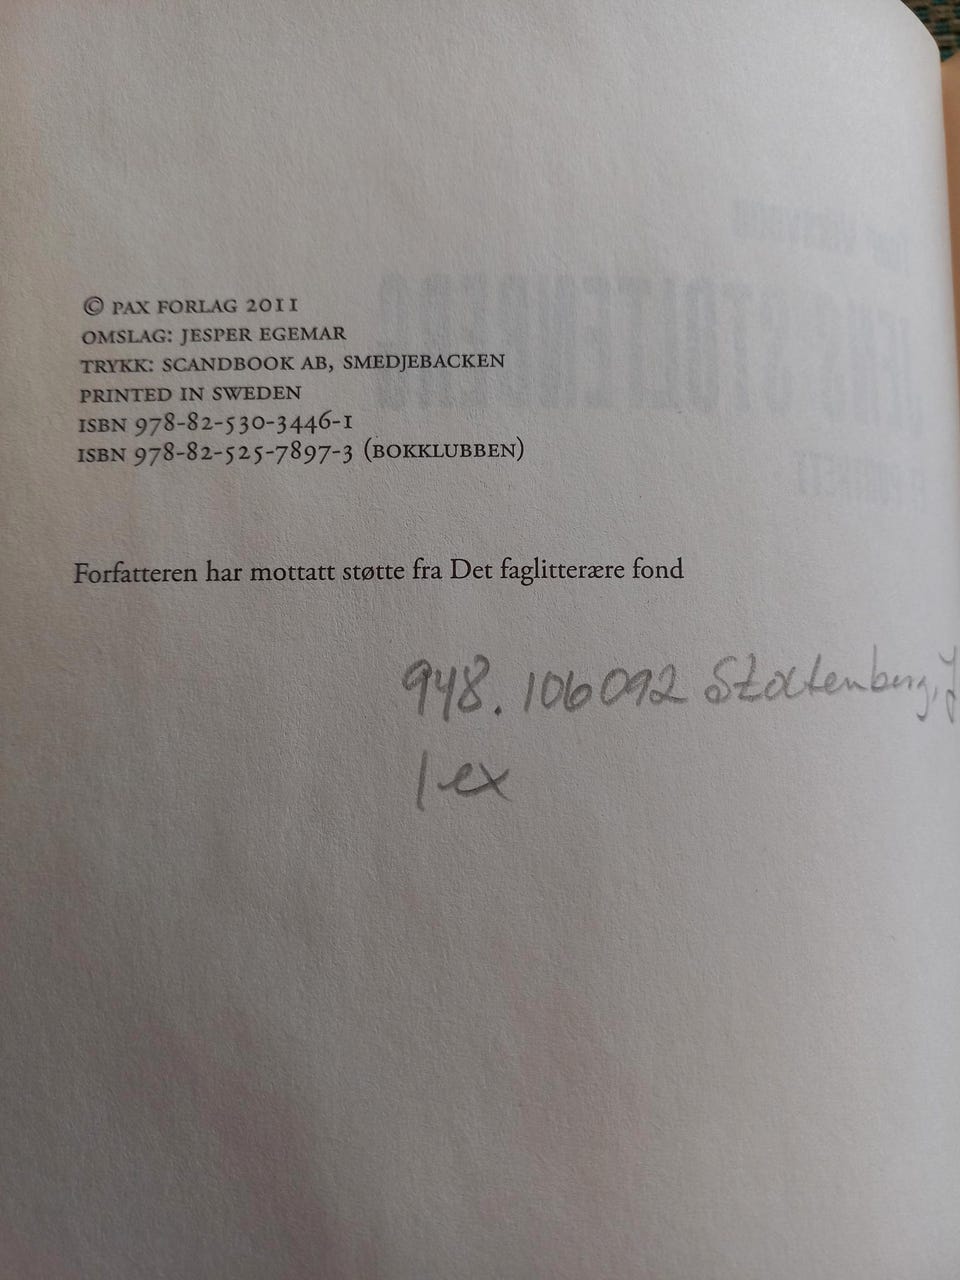 © PAX FORLAG 2011
OMSLAG: JESPER EGEMAR
TRYKK: SCANDBOOK AB, SMEDJEBACKEN
PRINTED IN SWEDEN
ISBN 978-82-530-3446-1
ISBN 978-82-525-7897-3 (BOKKLUBBEN)
Forfatteren har mottatt støtte fra Det faglitterære fond
948.106092 Stoltenberg, J
1 ex